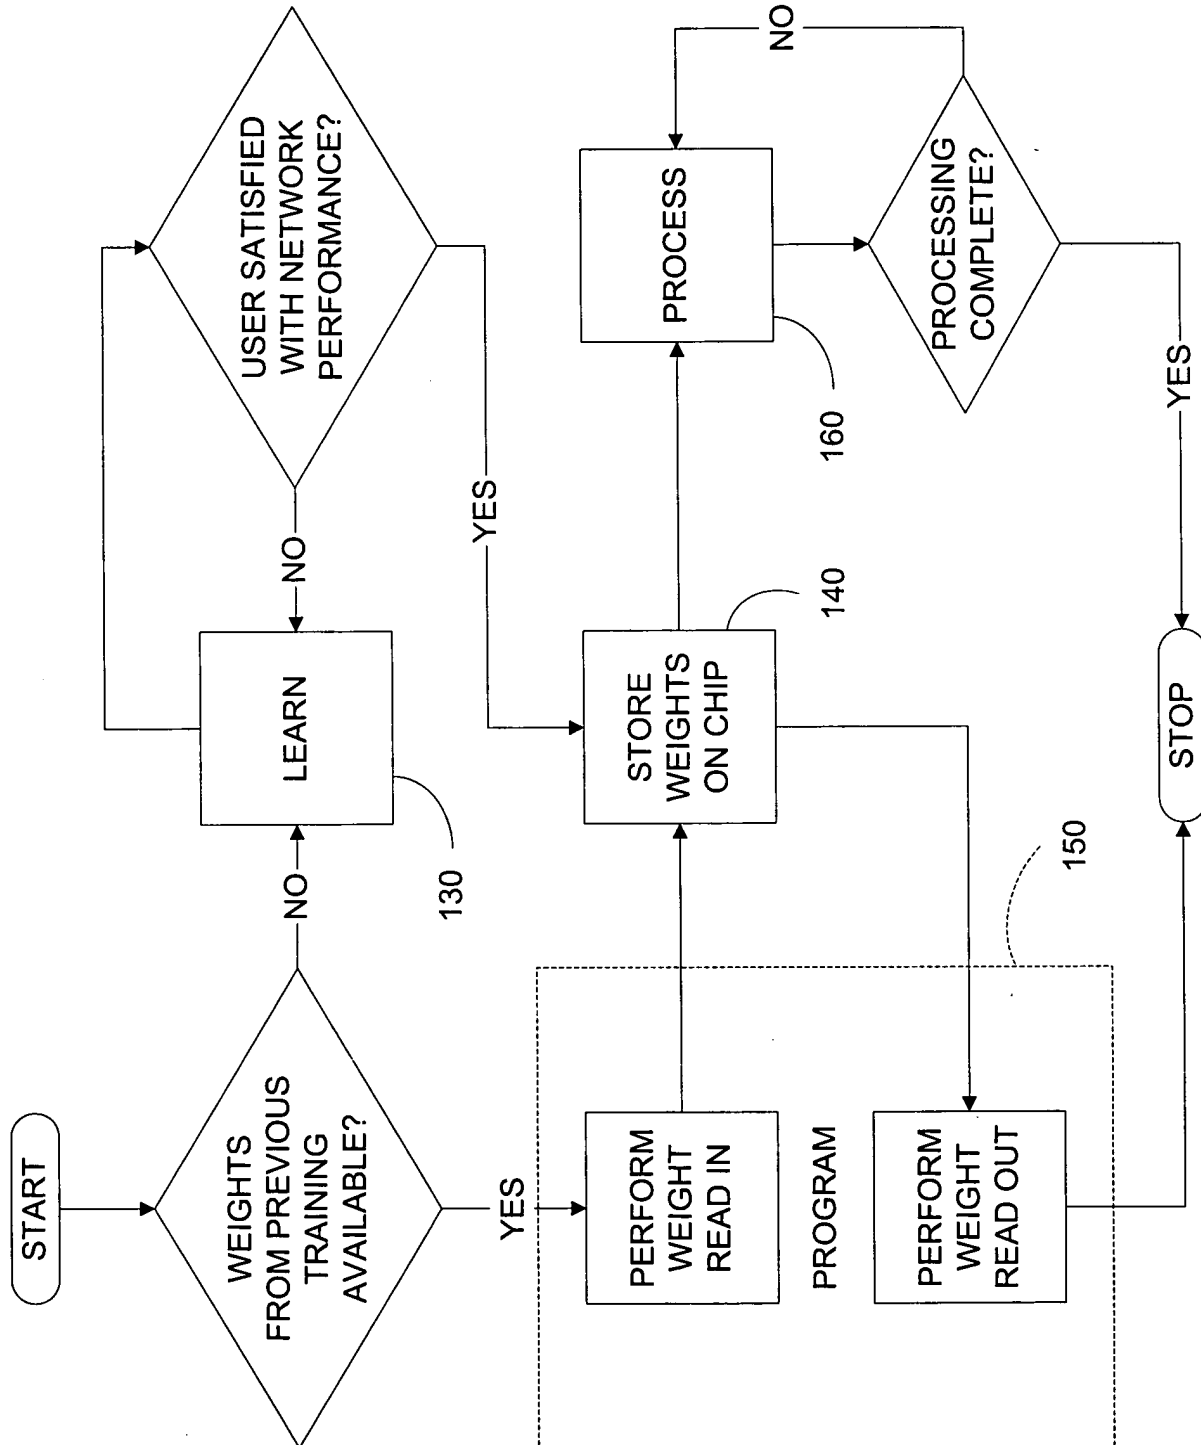 START
WEIGHTS
FROM PREVIOUS
TRAINING
AVAILABLE?
NO
YES
LEARN
130
NO
USER SATISFIED
WITH NETWORK
PERFORMANCE?
YES
PERFORM
WEIGHT
READ IN
PROGRAM
PERFORM
WEIGHT
READ OUT
150
STORE
WEIGHTS
ON CHIP
140
PROCESS
160
NO
PROCESSING
COMPLETE?
YES
STOP